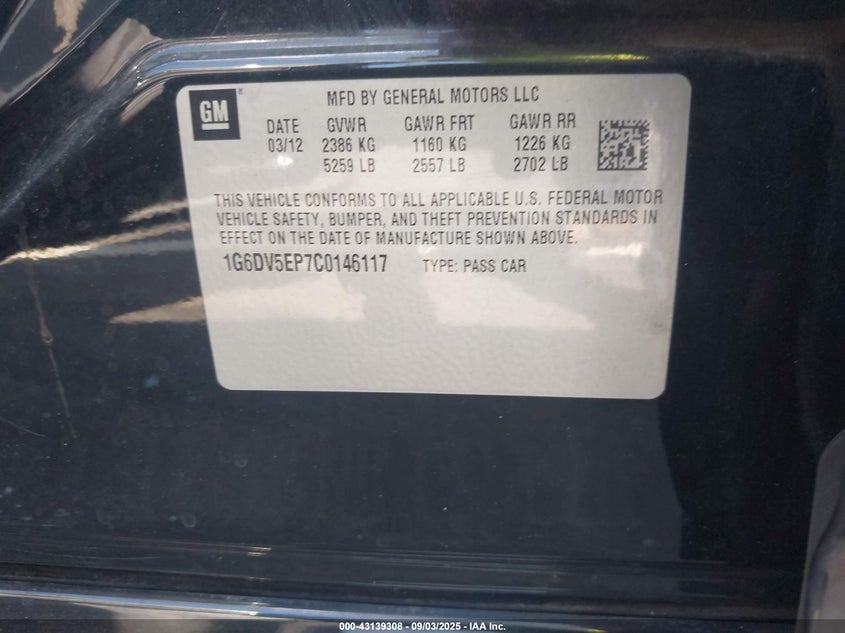 GM
MFD BY GENERAL MOTORS LLC
DATE GVWR GAWR FRT GAWR RR
03/12 2386 KG 1160 KG 1226 KG
5259 LB 2557 LB 2702 LB
THIS VEHICLE CONFORMS TO ALL APPLICABLE U.S. FEDERAL MOTOR
VEHICLE SAFETY, BUMPER, AND THEFT PREVENTION STANDARDS IN
EFFECT ON THE DATE OF MANUFACTURE SHOWN ABOVE.
1G6DV5EP7C0146117 TYPE: PASS CAR
000-43139308 - 09/03/2025 - IAA Inc.